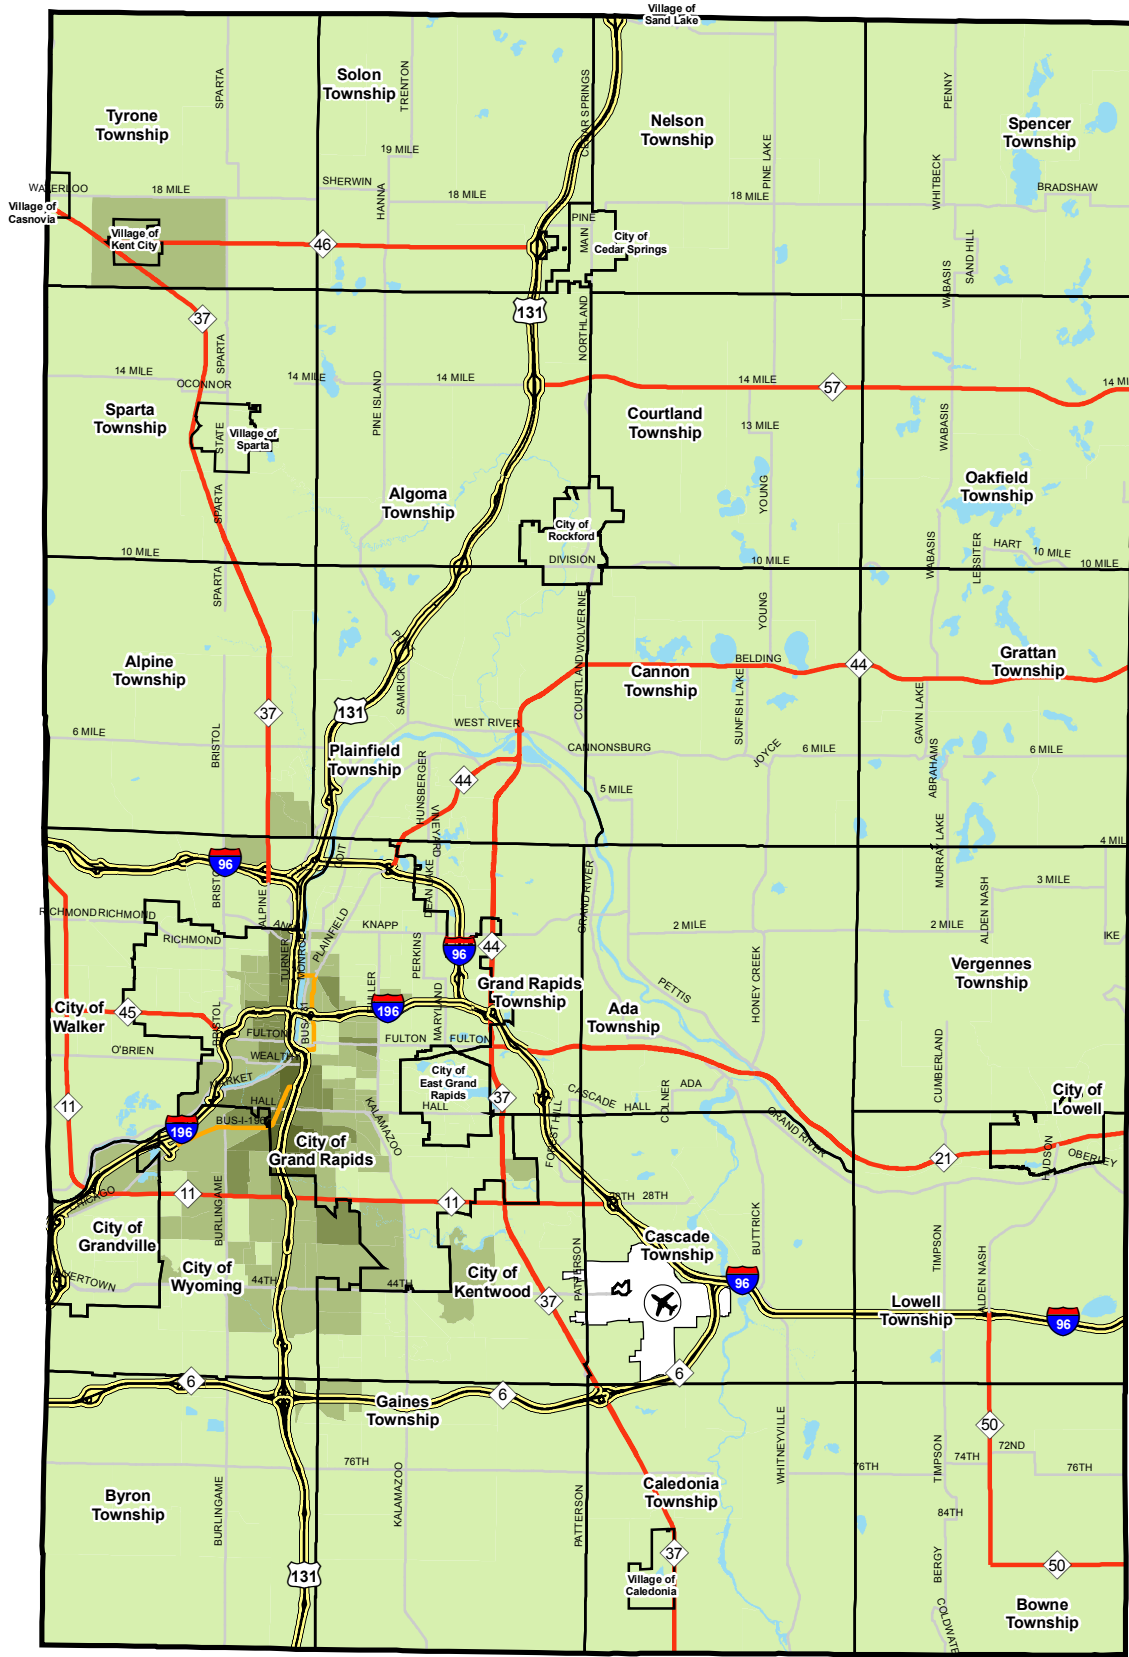 Village of
Sand Lake
Solon
Township
Tyrone
Township
Nelson
Township
Spencer
Township
SPARTA
TRENTON
CEDAR SPRINGS
PENNY
19 MILE
PINE LAKE
WATERLOO
18 MILE
SHERWIN
18 MILE
HANNA
18 MILE
WHITBECK
BRADSHAW
Village of
Casnovia
Village of
Kent City
46
PINE
MAIN
City of
Cedar Springs
SAND HILL
WABASIS
37
131
NORTHLAND
SPARTA
14 MILE
OCONNOR
14 MILE
14 MILE
14 MILE
57
PINE ISLAND
Sparta
Township
STATE
Village of
Sparta
Courtland
Township
13 MILE
WABASIS
Algoma
Township
SPARTA
YOUNG
Oakfield
Township
City of
Rockford
DIVISION
10 MILE
10 MILE
WABASIS
LESSITER
HART
10 MILE
10 MILE
SPARTA
COURTLAND
WOLVERINE
YOUNG
Alpine
Township
BELDING
44
Cannon
Township
Grattan
Township
SAMRICK
SUNFISH LAKE
GAVIN LAKE
37
131
6 MILE
BRISTOL
WEST RIVER
CANNONSBURG
JOYCE
6 MILE
6 MILE
Plainfield
Township
44
HUNSBERGER
VINEYARD
5 MILE
ABRAHAMS
MURRAY LAKE
96
DEAN LAKE
GRAND RIVER
ALPINE
3 MILE
RICHMOND
RICHMOND
RICHMOND
TURNER
MONROE
PLAINFIELD
KNAPP
PERKINS
96
44
2 MILE
2 MILE
ALDEN NASH
IKE
Vergennes
Township
PETTIS
HONEY CREEK
Grand Rapids
Township
Ada
Township
City of
Walker
45
BRISTOL
196
MARYLAND
FULTON
FULTON
FULTON
O'BRIEN
City of
East Grand
Rapids
MARKET
HALL
HALL
37
CASCADE
HALL
COLNER
ADA
CUMBERLAND
City of
Lowell
11
BUS-I-196
196
KALAMAZOO
FOREST HILL
GRAND RIVER
City of
Grand Rapids
21
HUDSON
OBERLEY
11
11
28TH
City of
Grandville
BURLINGAME
BUTTRICK
Cascade
Township
TIMPSON
City of
Wyoming
44TH
44TH
City of
Kentwood
PATTERSON
96
ALDEN NASH
37
Lowell
Township
96
6
6
6
Gaines
Township
50
WHITNEYVILLE
TIMPSON
72ND
74TH
76TH
76TH
76TH
Byron
Township
BURLINGAME
KALAMAZOO
PATTERSON
Caledonia
Township
84TH
131
37
Village of
Caledonia
BERGY
50
Bowne
Township